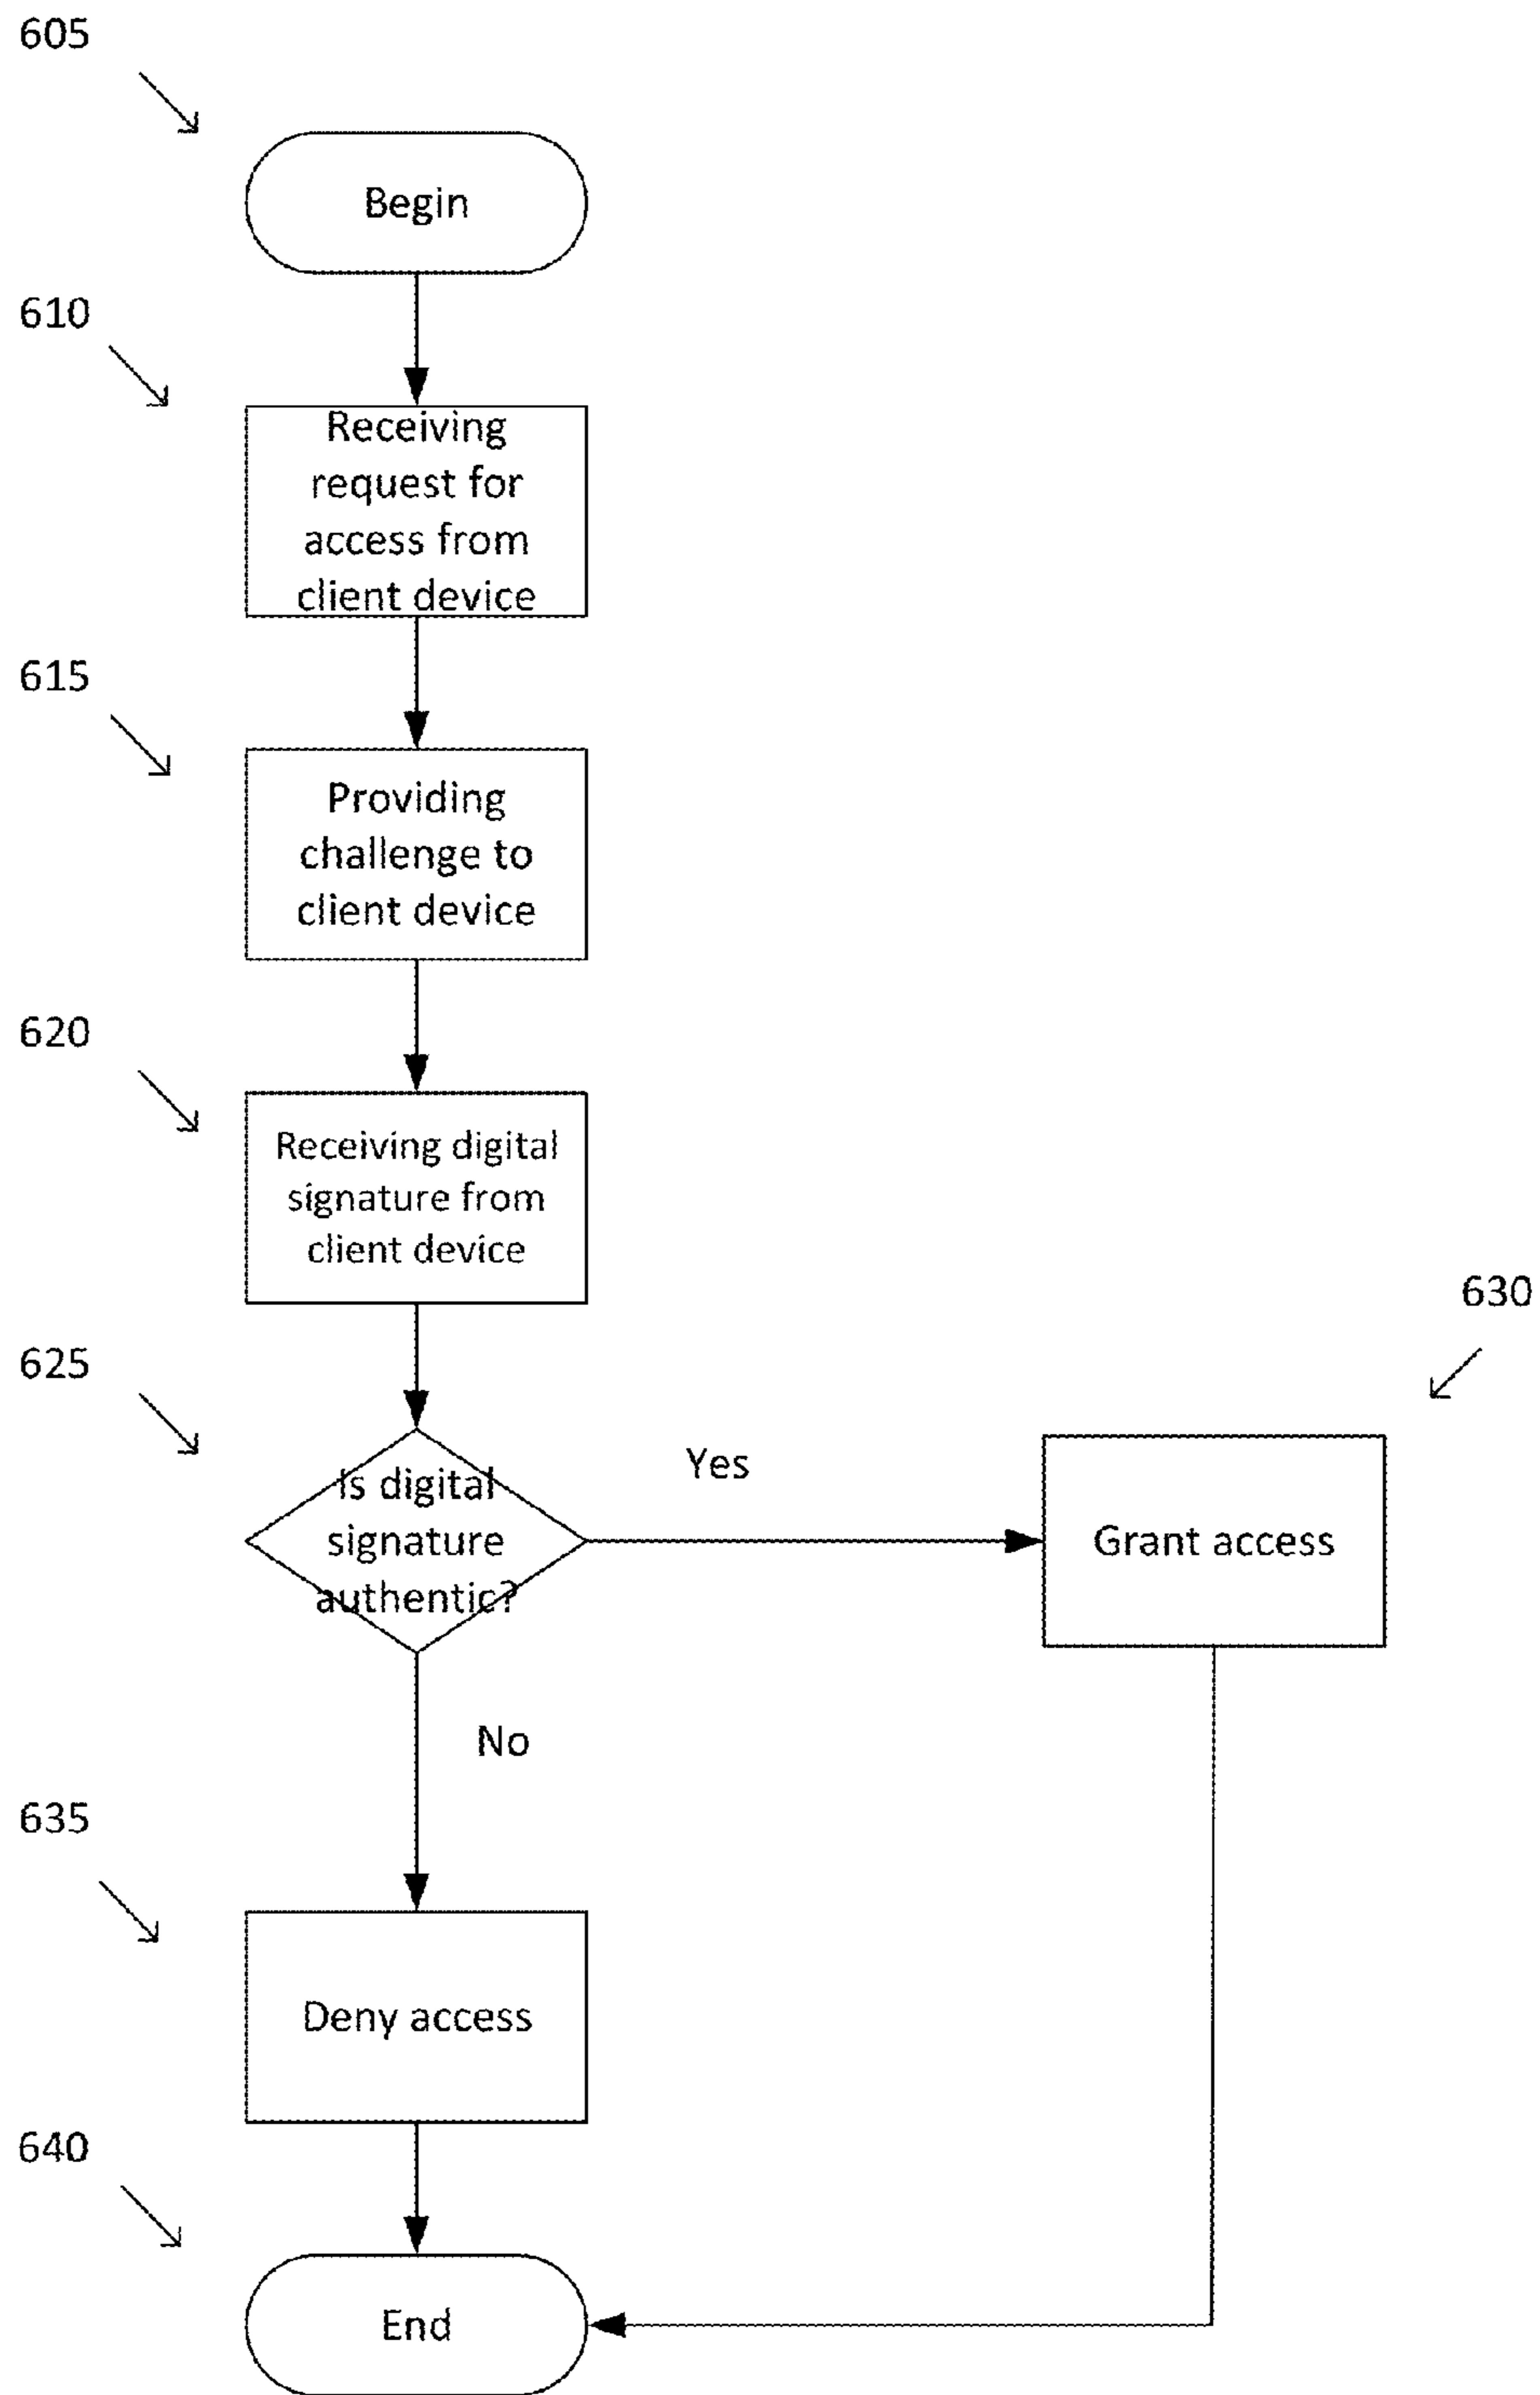 605
Begin
610
Receiving
request for
access from
client device
615
Providing
challenge to
client device
620
Receiving digital
signature from
client device
625
Is digital
signature
authentic?
Yes
630
Grant access
No
635
Deny access
640
End